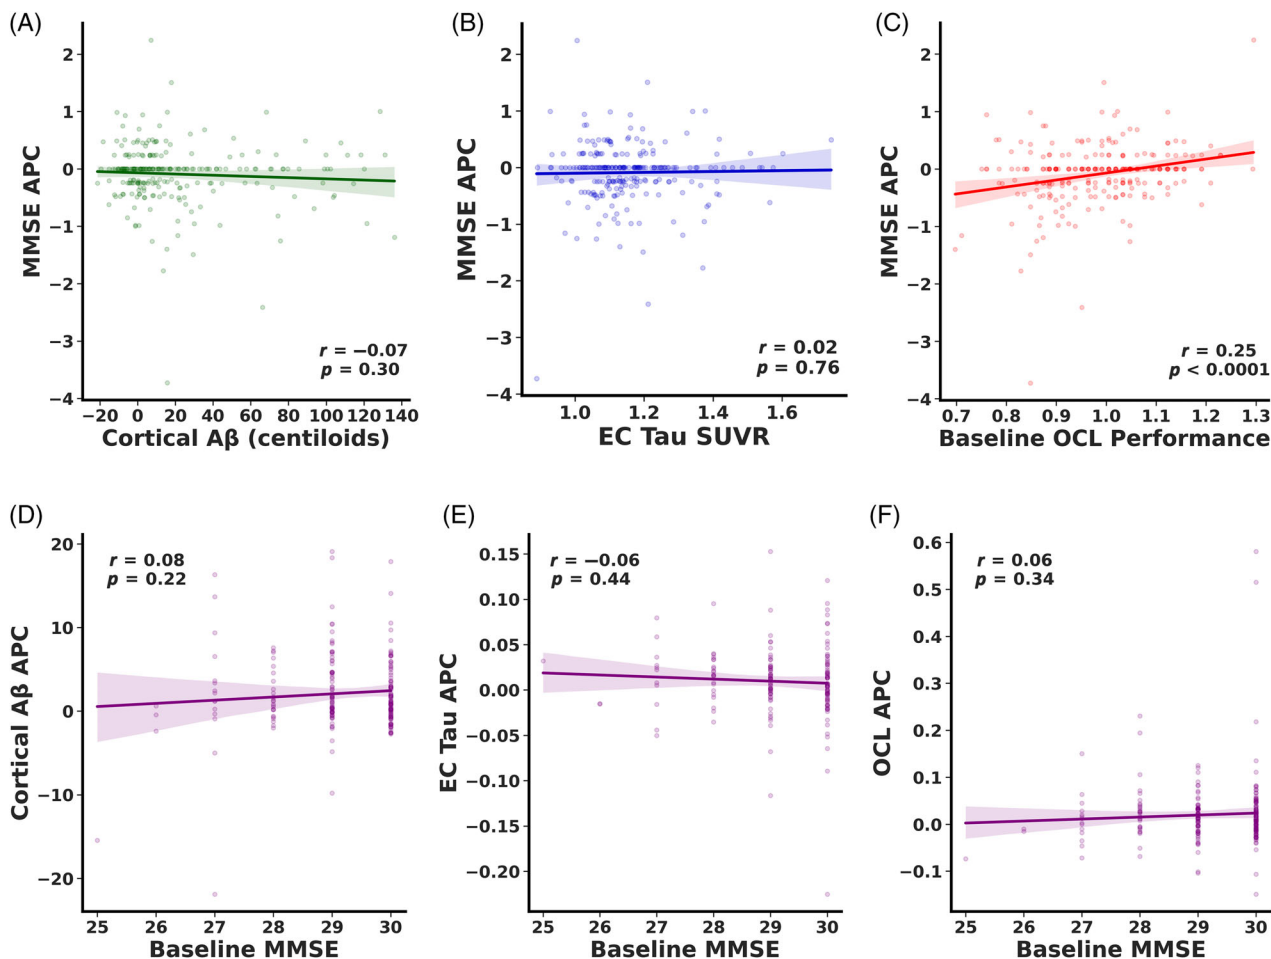 (A)
2
1
0
−1
−2
−3
−4
MMSE APC
r = −0.07
p = 0.30
−20 0 20 40 60 80 100 120 140
Cortical Aβ (centiloids)
(B)
2
1
0
−1
−2
−3
−4
MMSE APC
r = 0.02
p = 0.76
1.0 1.2 1.4 1.6
EC Tau SUVR
(C)
2
1
0
−1
−2
−3
−4
MMSE APC
r = 0.25
p < 0.0001
0.7 0.8 0.9 1.0 1.1 1.2 1.3
Baseline OCL Performance
(D)
r = 0.08
p = 0.22
20
10
0
−10
−20
Cortical Aβ APC
25 26 27 28 29 30
Baseline MMSE
(E)
r = −0.06
p = 0.44
0.15
0.10
0.05
0.00
−0.05
−0.10
−0.15
−0.20
EC Tau APC
25 26 27 28 29 30
Baseline MMSE
(F)
r = 0.06
p = 0.34
0.6
0.5
0.4
0.3
0.2
0.1
0.0
−0.1
OCL APC
25 26 27 28 29 30
Baseline MMSE